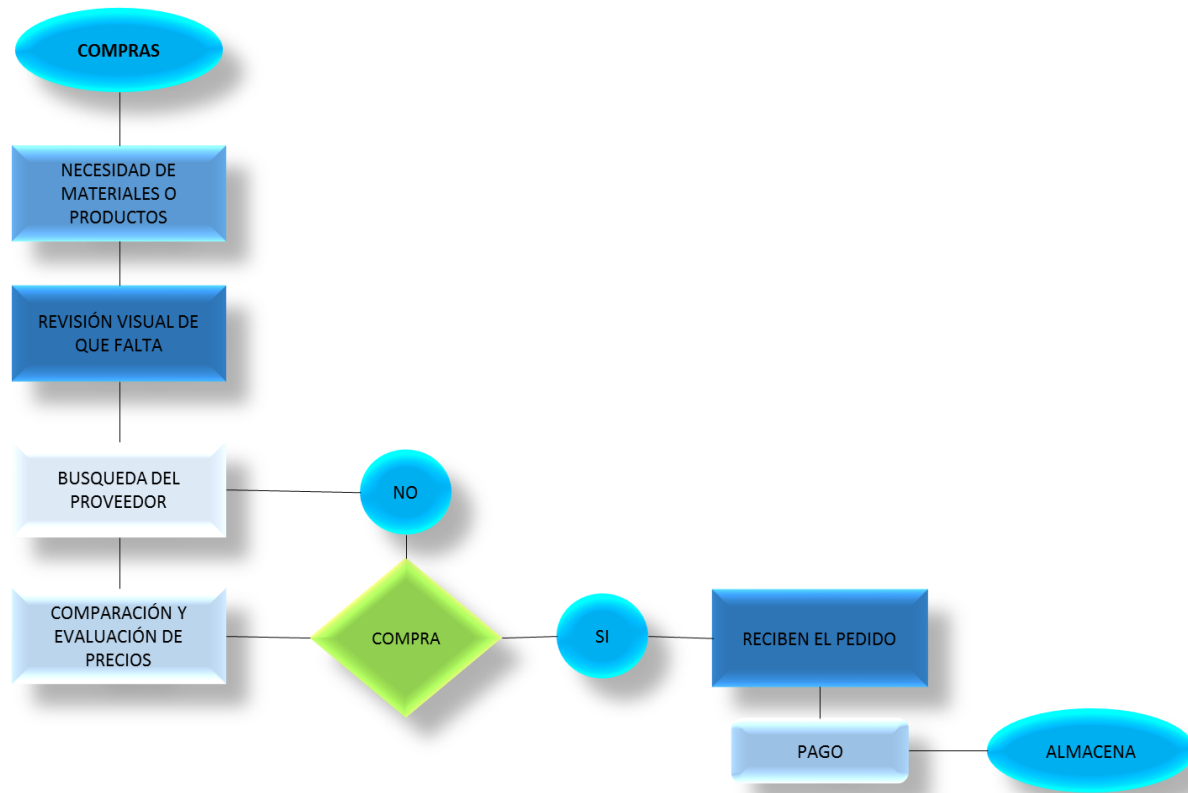 COMPRAS
NECESIDAD DE
MATERIALES O
PRODUCTOS
REVISIÓN VISUAL DE
QUE FALTA
BUSQUEDA DEL
PROVEEDOR
NO
COMPARACIÓN Y
EVALUACIÓN DE
PRECIOS
COMPRA
SI
RECIBEN EL PEDIDO
PAGO
ALMACENA